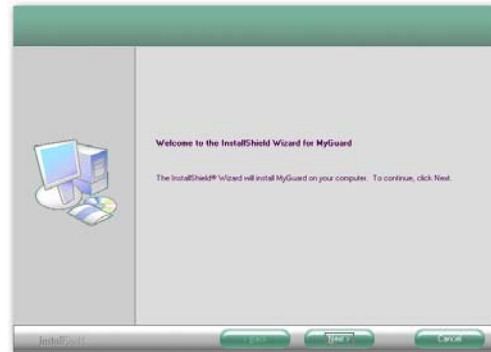 Welcome to the InstallShield Wizard for MyGuard
The InstallShield® Wizard will install MyGuard on your computer. To continue, click Next.
InstallShield
< Back
Next >
Cancel